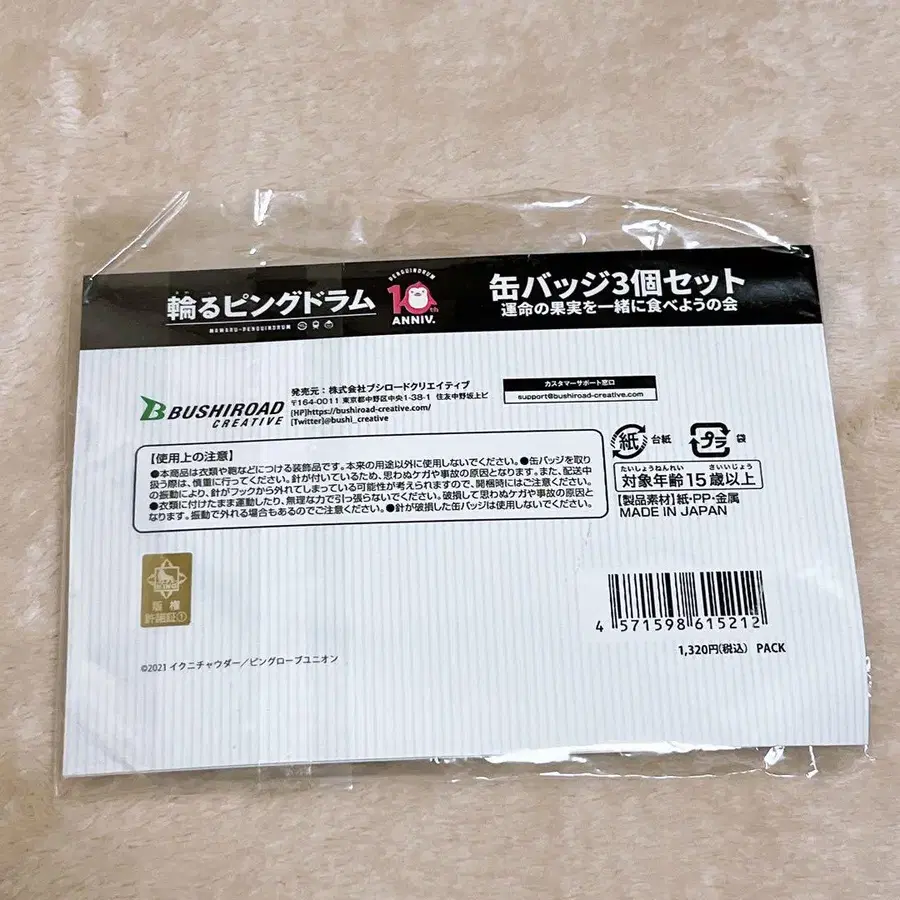 輪るピングドラム
MAWARU-PENGUINDRUM
PENGUINDRUM
10th
ANNIV.
缶バッジ3個セット
運命の果実を一緒に食べようの会
BUSHIROAD
CREATIVE
発売元：株式会社ブシロードクリエイティブ
〒164-0011 東京都中野区中央1-38-1 住友中野坂上ビ
[HP]https://bushiroad-creative.com/
[Twitter]@bushi_creative
カスタマーサポート窓口
support@bushiroad-creative.com
【使用上の注意】
●本商品は衣類や鞄などにつける装飾品です。本来の用途以外に使用しないでください。●缶バッジを取り
扱う際は、慎重に行ってください。針が付いているため、思わぬケガや事故の原因となります。また、配送中
の振動により、針がフックから外れてしまっている可能性が考えられますので、開梱時にはご注意ください。
●衣類に付けたまま運動したり、無理な力で引っ張らないでください。破損して思わぬケガや事故の原因と
なります。振動で外れる場合もあるのでご注意ください。●針が破損した缶バッジは使用しないでください。
紙 台紙
プラ 袋
たいしょうねんれい さいいじょう
対象年齢15歳以上
【製品素材】紙・PP・金属
MADE IN JAPAN
版権
許諾証①
4 571598 615212
1,320円(税込) PACK
©2021 イクニチャウダー／ピングローブユニオン